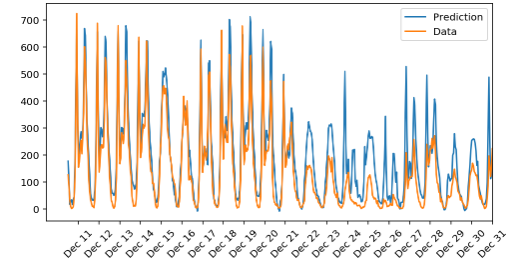 700
600
500
400
300
200
100
0
Prediction
Data
Dec 11
Dec 12
Dec 13
Dec 14
Dec 15
Dec 16
Dec 17
Dec 18
Dec 19
Dec 20
Dec 21
Dec 22
Dec 23
Dec 24
Dec 25
Dec 26
Dec 27
Dec 28
Dec 29
Dec 30
Dec 31